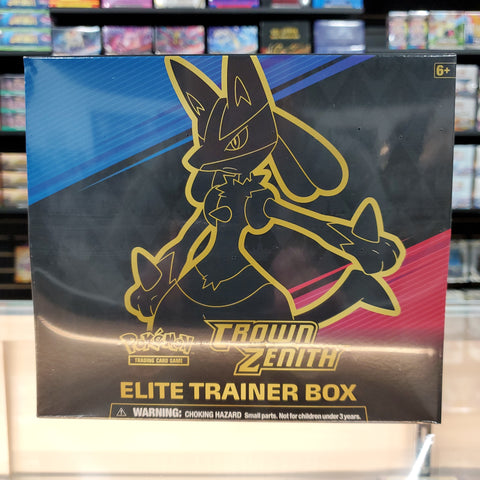 6+
Pokémon
TRADING CARD GAME
CROWN
ZENITH
ELITE TRAINER BOX
WARNING: CHOKING HAZARD Small parts. Not for children under 3 years.